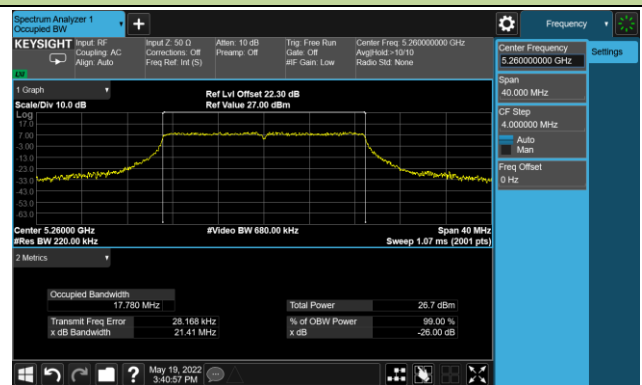 Spectrum Analyzer 1
Occupied BW
+
Frequency
KEYSIGHT
Input: RF
Coupling: AC
Align: Auto
Input Z: 50 Ω
Corrections: Off
Freq Ref: Int (S)
Atten: 10 dB
Preamp: Off
Trig: Free Run
Gate: Off
#IF Gain: Low
Center Freq: 5.260000000 GHz
Avg|Hold:>10/10
Radio Std: None
Center Frequency
5.260000000 GHz
Settings
Span
40.000 MHz
CF Step
4.000000 MHz
Auto
Man
Freq Offset
0 Hz
1 Graph
Scale/Div 10.0 dB
Ref Lvl Offset 22.30 dB
Ref Value 27.00 dBm
Log
17.0
7.00
-3.00
-13.0
-23.0
-33.0
-43.0
-53.0
-63.0
Center 5.26000 GHz
#Res BW 220.00 kHz
#Video BW 680.00 kHz
Span 40 MHz
Sweep 1.07 ms (2001 pts)
2 Metrics
Occupied Bandwidth
17.780 MHz
Total Power 26.7 dBm
Transmit Freq Error 28.168 kHz
% of OBW Power 99.00 %
x dB Bandwidth 21.41 MHz
x dB -26.00 dB
?
May 19, 2022
3:40:57 PM